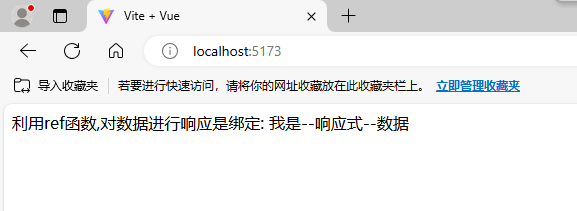 Vite + Vue
localhost:5173
导入收藏夹 若要进行快速访问，请将你的网址收藏放在此收藏夹栏上。 立即管理收藏夹
利用ref函数,对数据进行响应是绑定: 我是--响应式--数据